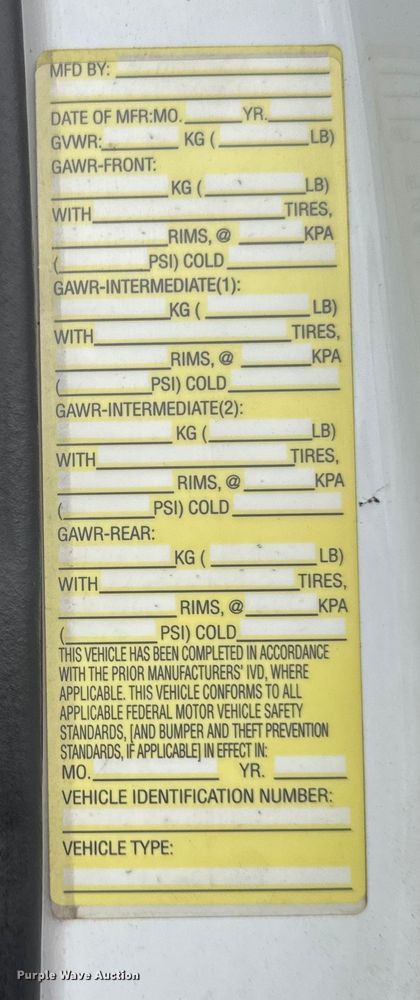 MFD BY:
DATE OF MFR:MO. YR.
GVWR: KG ( LB)
GAWR-FRONT:
KG ( LB)
WITH TIRES,
RIMS, @ KPA
( PSI) COLD
GAWR-INTERMEDIATE(1):
KG ( LB)
WITH TIRES,
RIMS, @ KPA
( PSI) COLD
GAWR-INTERMEDIATE(2):
KG ( LB)
WITH TIRES,
RIMS, @ KPA
( PSI) COLD
GAWR-REAR:
KG ( LB)
WITH TIRES,
RIMS, @ KPA
( PSI) COLD
THIS VEHICLE HAS BEEN COMPLETED IN ACCORDANCE
WITH THE PRIOR MANUFACTURERS' IVD, WHERE
APPLICABLE. THIS VEHICLE CONFORMS TO ALL
APPLICABLE FEDERAL MOTOR VEHICLE SAFETY
STANDARDS, [AND BUMPER AND THEFT PREVENTION
STANDARDS, IF APPLICABLE] IN EFFECT IN:
MO. YR.
VEHICLE IDENTIFICATION NUMBER:
VEHICLE TYPE:
Purple Wave Auction